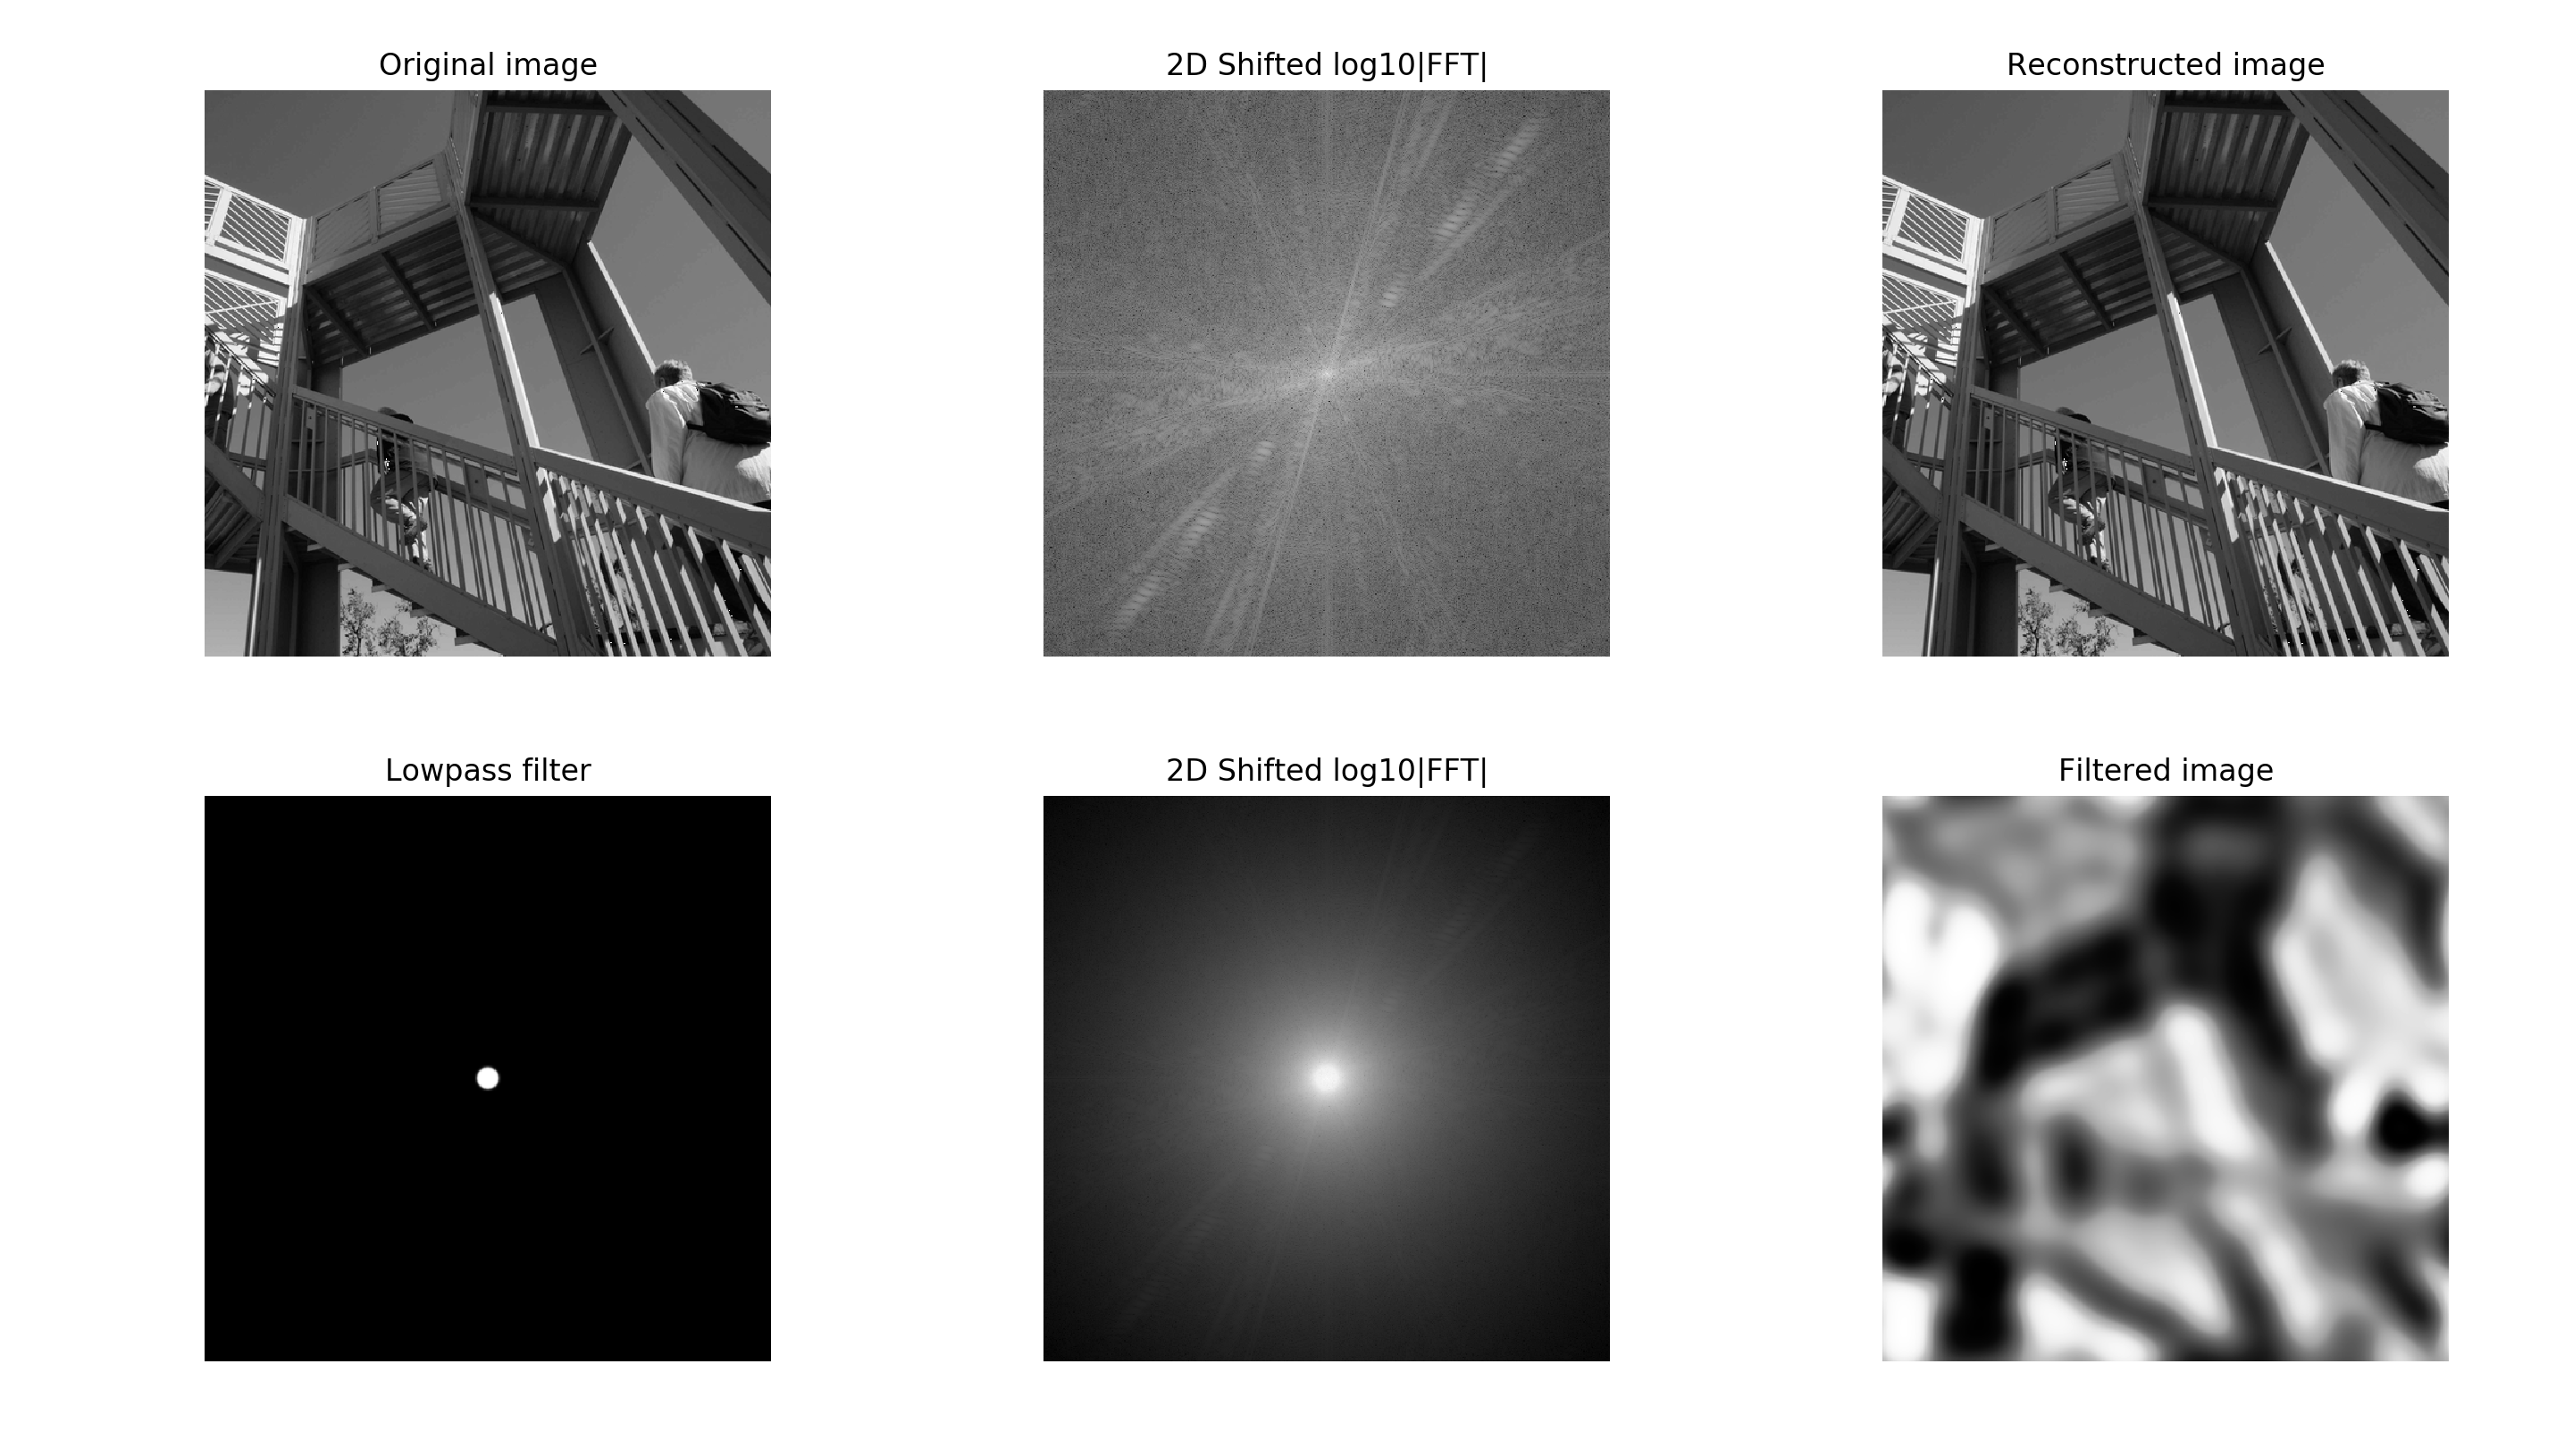 Original image
2D Shifted log10|FFT|
Reconstructed image
Lowpass filter
2D Shifted log10|FFT|
Filtered image